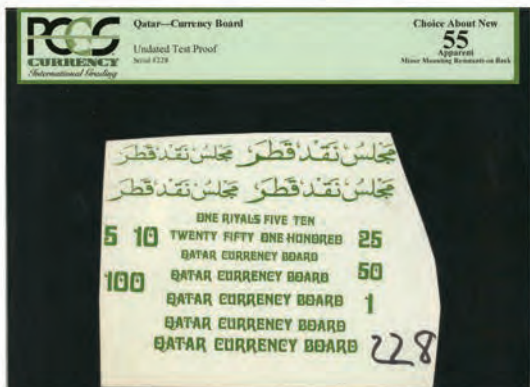 PCGS
CURRENCY
International Grading
Qatar—Currency Board
Undated Test Proof
Serial #228
Choice About New
55
Apparent
Minor Mounting Remnants on Back
مجلس نقد قطر مجلس نقد قطر
مجلس نقد قطر مجلس نقد قطر
ONE RIYALS FIVE TEN
5 10 TWENTY FIFTY ONE HUNDRED 25
QATAR CURRENCY BOARD
100 QATAR CURRENCY BOARD 50
QATAR CURRENCY BOARD 1
QATAR CURRENCY BOARD
QATAR CURRENCY BOARD 228